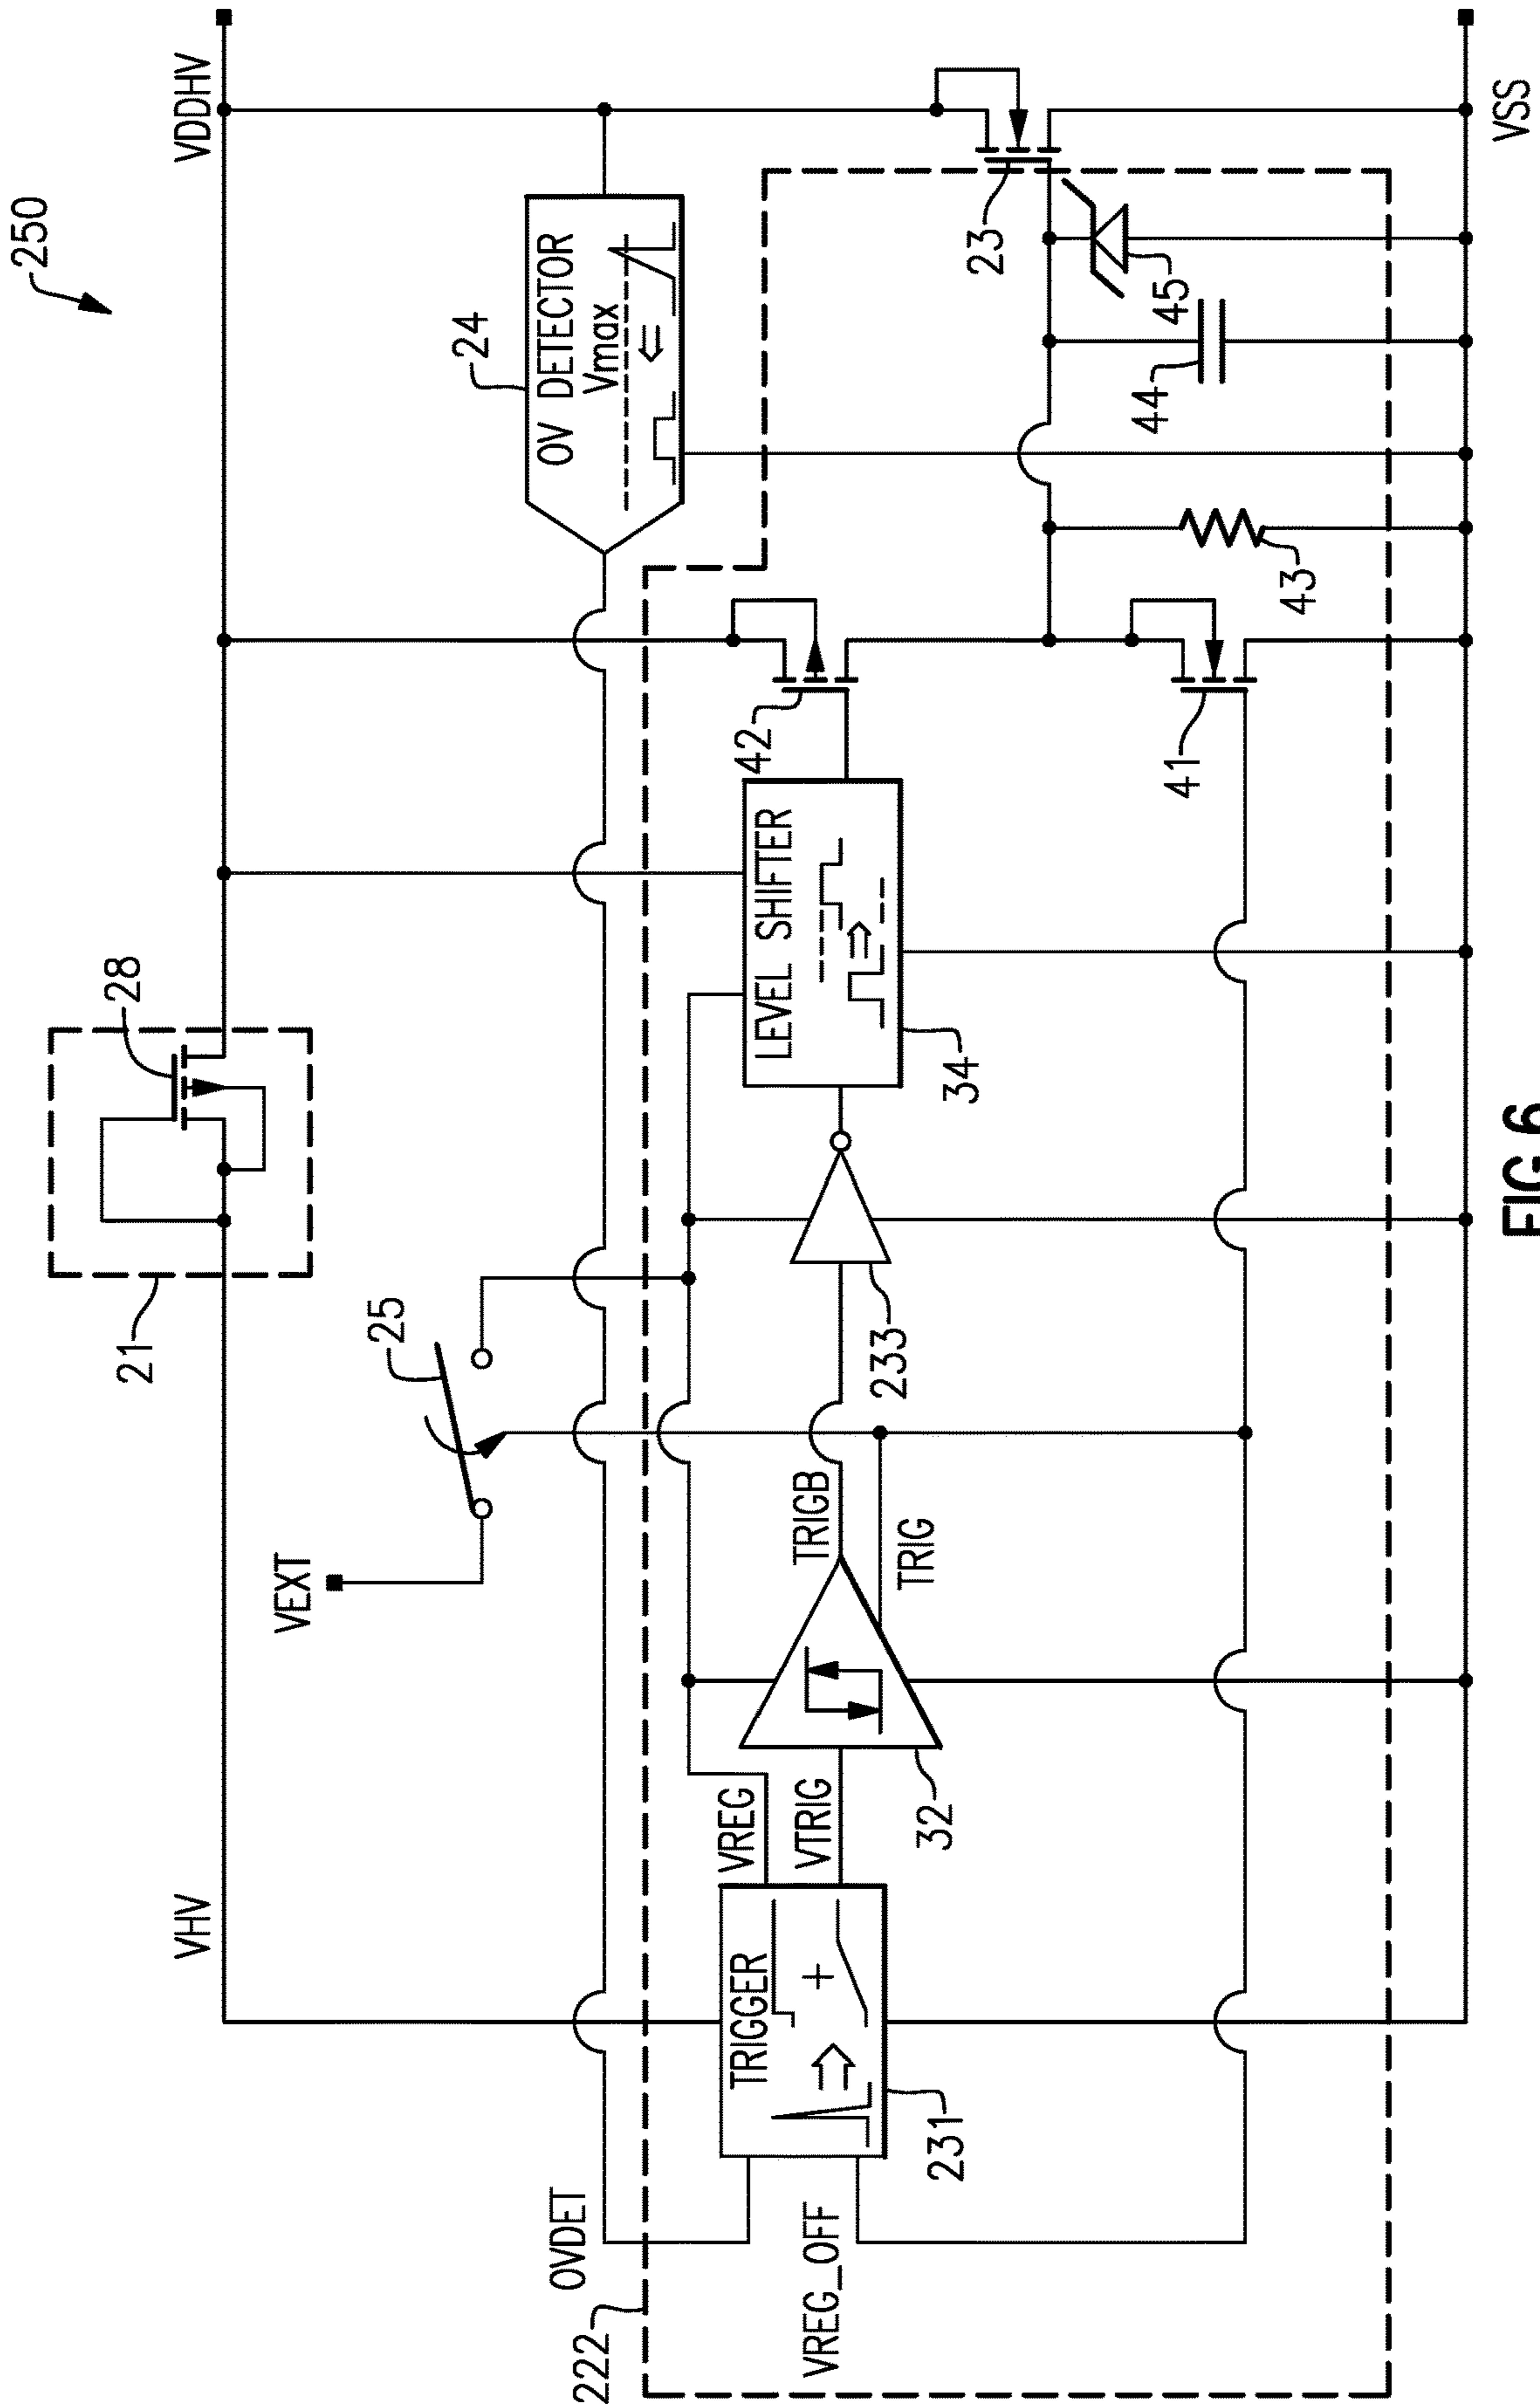 250
21
28
VHV
VDDHV
VEXT
25
24
OV DETECTOR
Vmax
222
OVDET
VREG_OFF
TRIGGER
231
VREG
VTRIG
32
TRIGB
TRIG
233
LEVEL SHIFTER
34
42
41
43
44
45
23
VSS
FIG.6